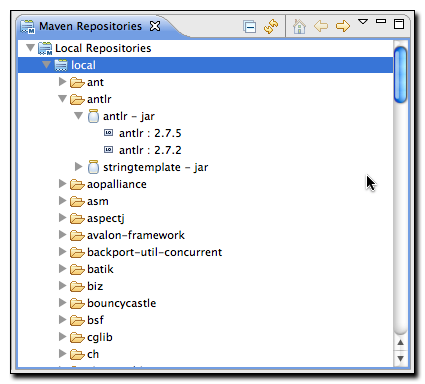 Maven Repositories
Local Repositories
local
ant
antlr
antlr - jar
antlr : 2.7.5
antlr : 2.7.2
stringtemplate - jar
aopalliance
asm
aspectj
avalon-framework
backport-util-concurrent
batik
biz
bouncycastle
bsf
cglib
ch